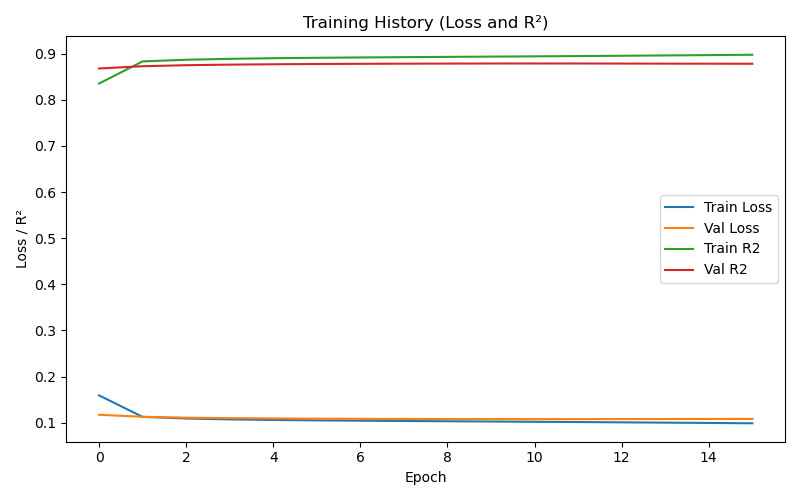 Training History (Loss and R²)
Loss / R²
0.9
0.8
0.7
0.6
0.5
0.4
0.3
0.2
0.1
Train Loss
Val Loss
Train R2
Val R2
0 2 4 6 8 10 12 14
Epoch